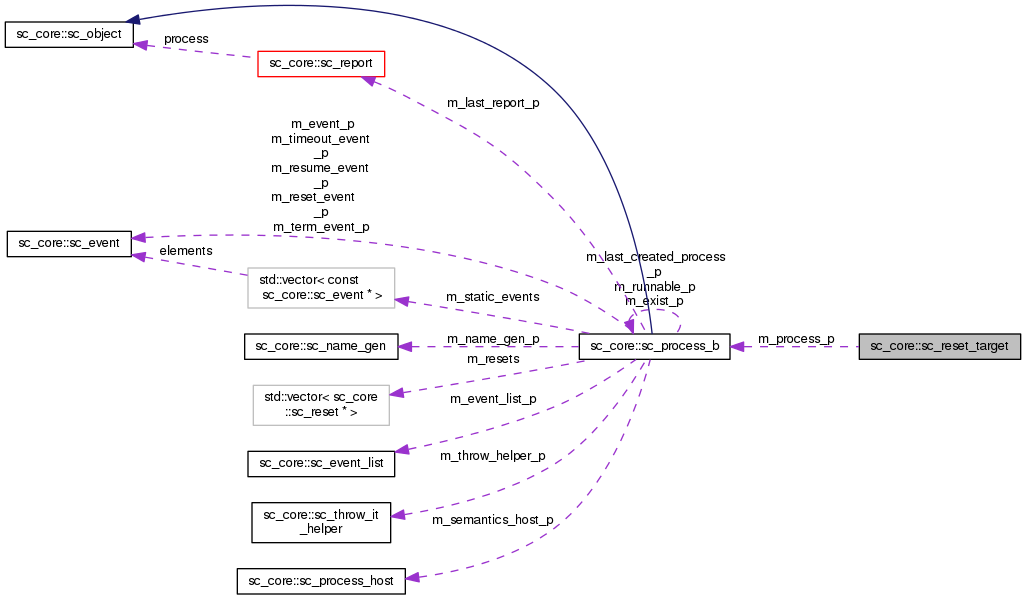 sc_core::sc_object
process
sc_core::sc_report
m_last_report_p
m_event_p
m_timeout_event
_p
m_resume_event
_p
m_reset_event
_p
m_term_event_p
sc_core::sc_event
elements
std::vector< const
sc_core::sc_event * >
m_last_created_process
_p
m_runnable_p
m_exist_p
m_static_events
sc_core::sc_name_gen
m_name_gen_p
sc_core::sc_process_b
m_process_p
sc_core::sc_reset_target
m_resets
std::vector< sc_core
::sc_reset * >
m_event_list_p
sc_core::sc_event_list
m_throw_helper_p
sc_core::sc_throw_it
_helper
m_semantics_host_p
sc_core::sc_process_host